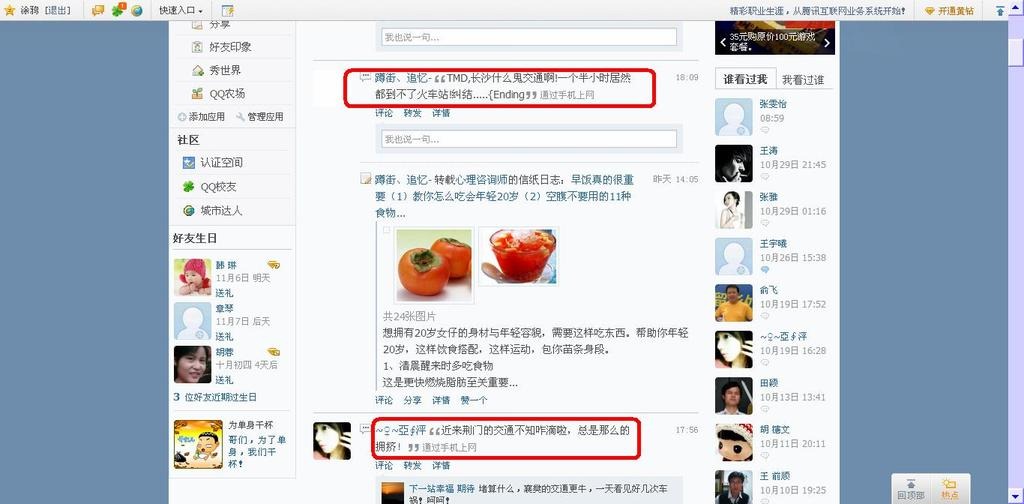 涂鸦 [退出]
快速入口
精彩职业生涯，从腾讯互联网业务系统开始！
开通黄钻
分享
好友印象
秀世界
QQ农场
添加应用 管理应用
社区
认证空间
QQ校友
城市达人
好友生日
韩 琳
11月6日 明天
送礼
章琴
11月7日 后天
送礼
胡蓉
十月初四 4天后
送礼
3 位好友近期过生日
为单身干杯
哥们，为了单身，我们干杯！
我也说一句...
蹲街、追忆- TMD,长沙什么鬼交通啊!一个半小时居然
都到不了火车站!纠结.....{Ending 通过手机上网
18:09
评论 转发 详情
我也说一句...
蹲街、追忆- 转载心理咨询师的信纸日志：早饭真的很重
要（1）教你怎么吃会年轻20岁（2）空腹不要用的11种
食物...
昨天 14:05
共24张图片
想拥有20岁女仔的身材与年轻容貌，需要这样吃东西。帮助你年轻
20岁，这样饮食搭配，这样运动，包你苗条身段。
1、清晨醒来时多吃食物
这是更快燃烧脂肪至关重要...
评论 分享 详情 赞一个
~♀~亞∮泙 近来荆门的交通不知咋滴啦，总是那么的
拥挤！ 通过手机上网
17:56
评论 转发 详情
下一站幸福 期待 堵算什么，襄樊的交通更牛，一天看见好几次车
祸！呵呵！
35元购原价100元游戏
套餐。
谁看过我 我看过谁
张雯怡
08:59
王涛
10月29日 21:45
张雅
10月29日 01:16
王宇曦
10月26日 15:38
俞飞
10月19日 17:52
~♀~亞∮泙
10月19日 16:28
田颖
10月13日 13:41
胡 德文
10月11日 20:11
王 前顺
10月10日 19:25
回顶部 热点